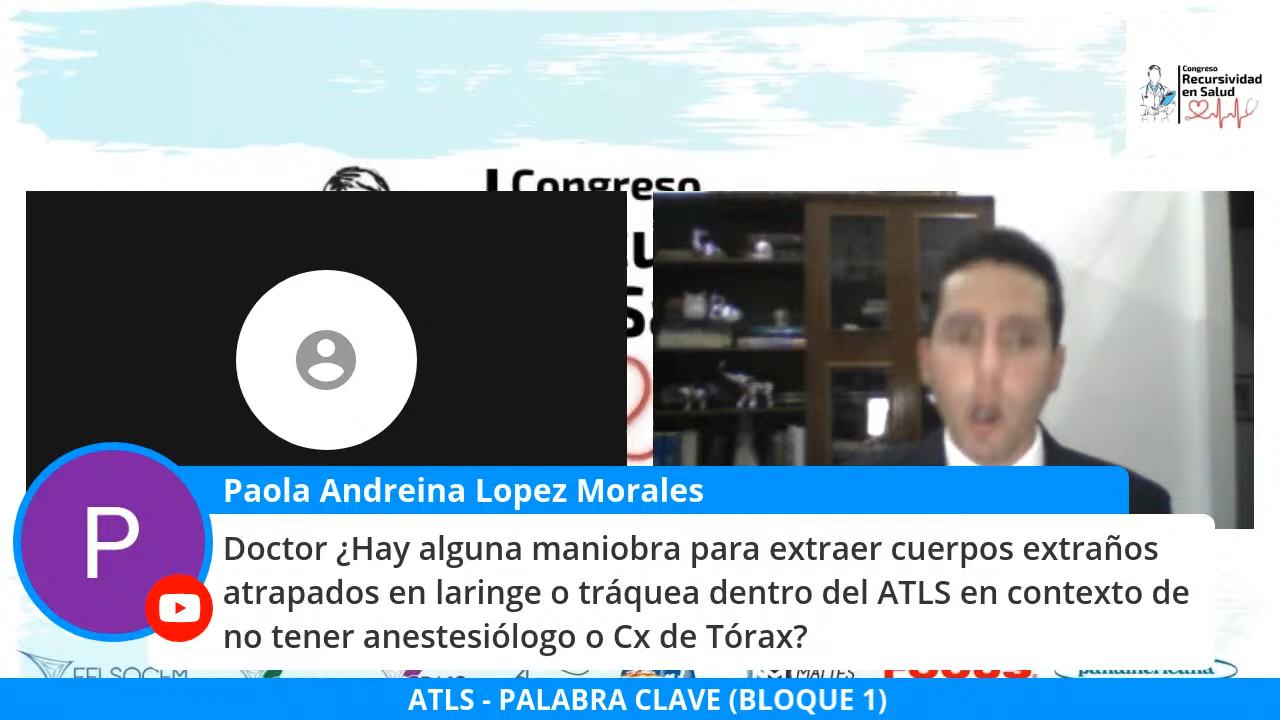 Congreso
Recursividad
en Salud
Congreso
Paola Andreina Lopez Morales
P
Doctor ¿Hay alguna maniobra para extraer cuerpos extraños
atrapados en laringe o tráquea dentro del ATLS en contexto de
no tener anestesiólogo o Cx de Tórax?
ATLS - PALABRA CLAVE (BLOQUE 1)